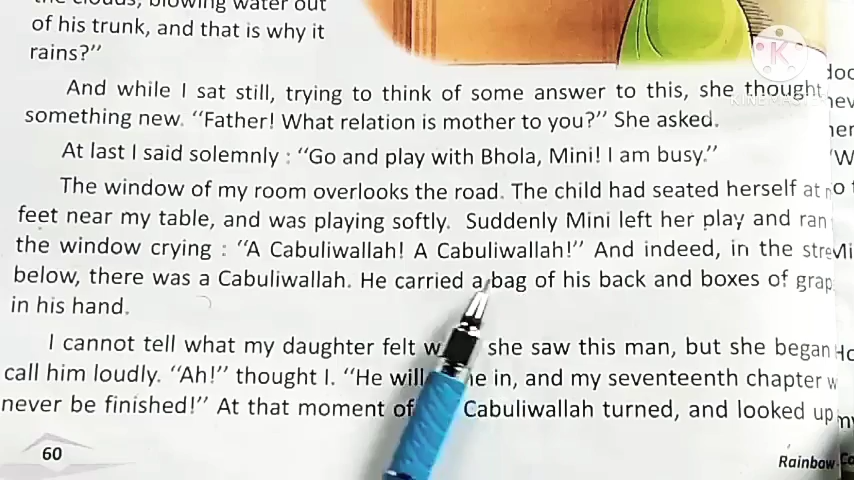 the clouds, blowing water out
of his trunk, and that is why it
rains?"
And while I sat still, trying to think of some answer to this, she thought
something new. "Father! What relation is mother to you?" She asked.
At last I said solemnly : "Go and play with Bhola, Mini! I am busy."
The window of my room overlooks the road. The child had seated herself at
feet near my table, and was playing softly. Suddenly Mini left her play and ran
the window crying : "A Cabuliwallah! A Cabuliwallah!" And indeed, in the
below, there was a Cabuliwallah. He carried a bag of his back and boxes of
in his hand.
I cannot tell what my daughter felt she saw this man, but she began
call him loudly. "Ah!" thought I. "He will in, and my seventeenth chapter
never be finished!" At that moment of Cabuliwallah turned, and looked up
60
Rainbow
KINEMASTER